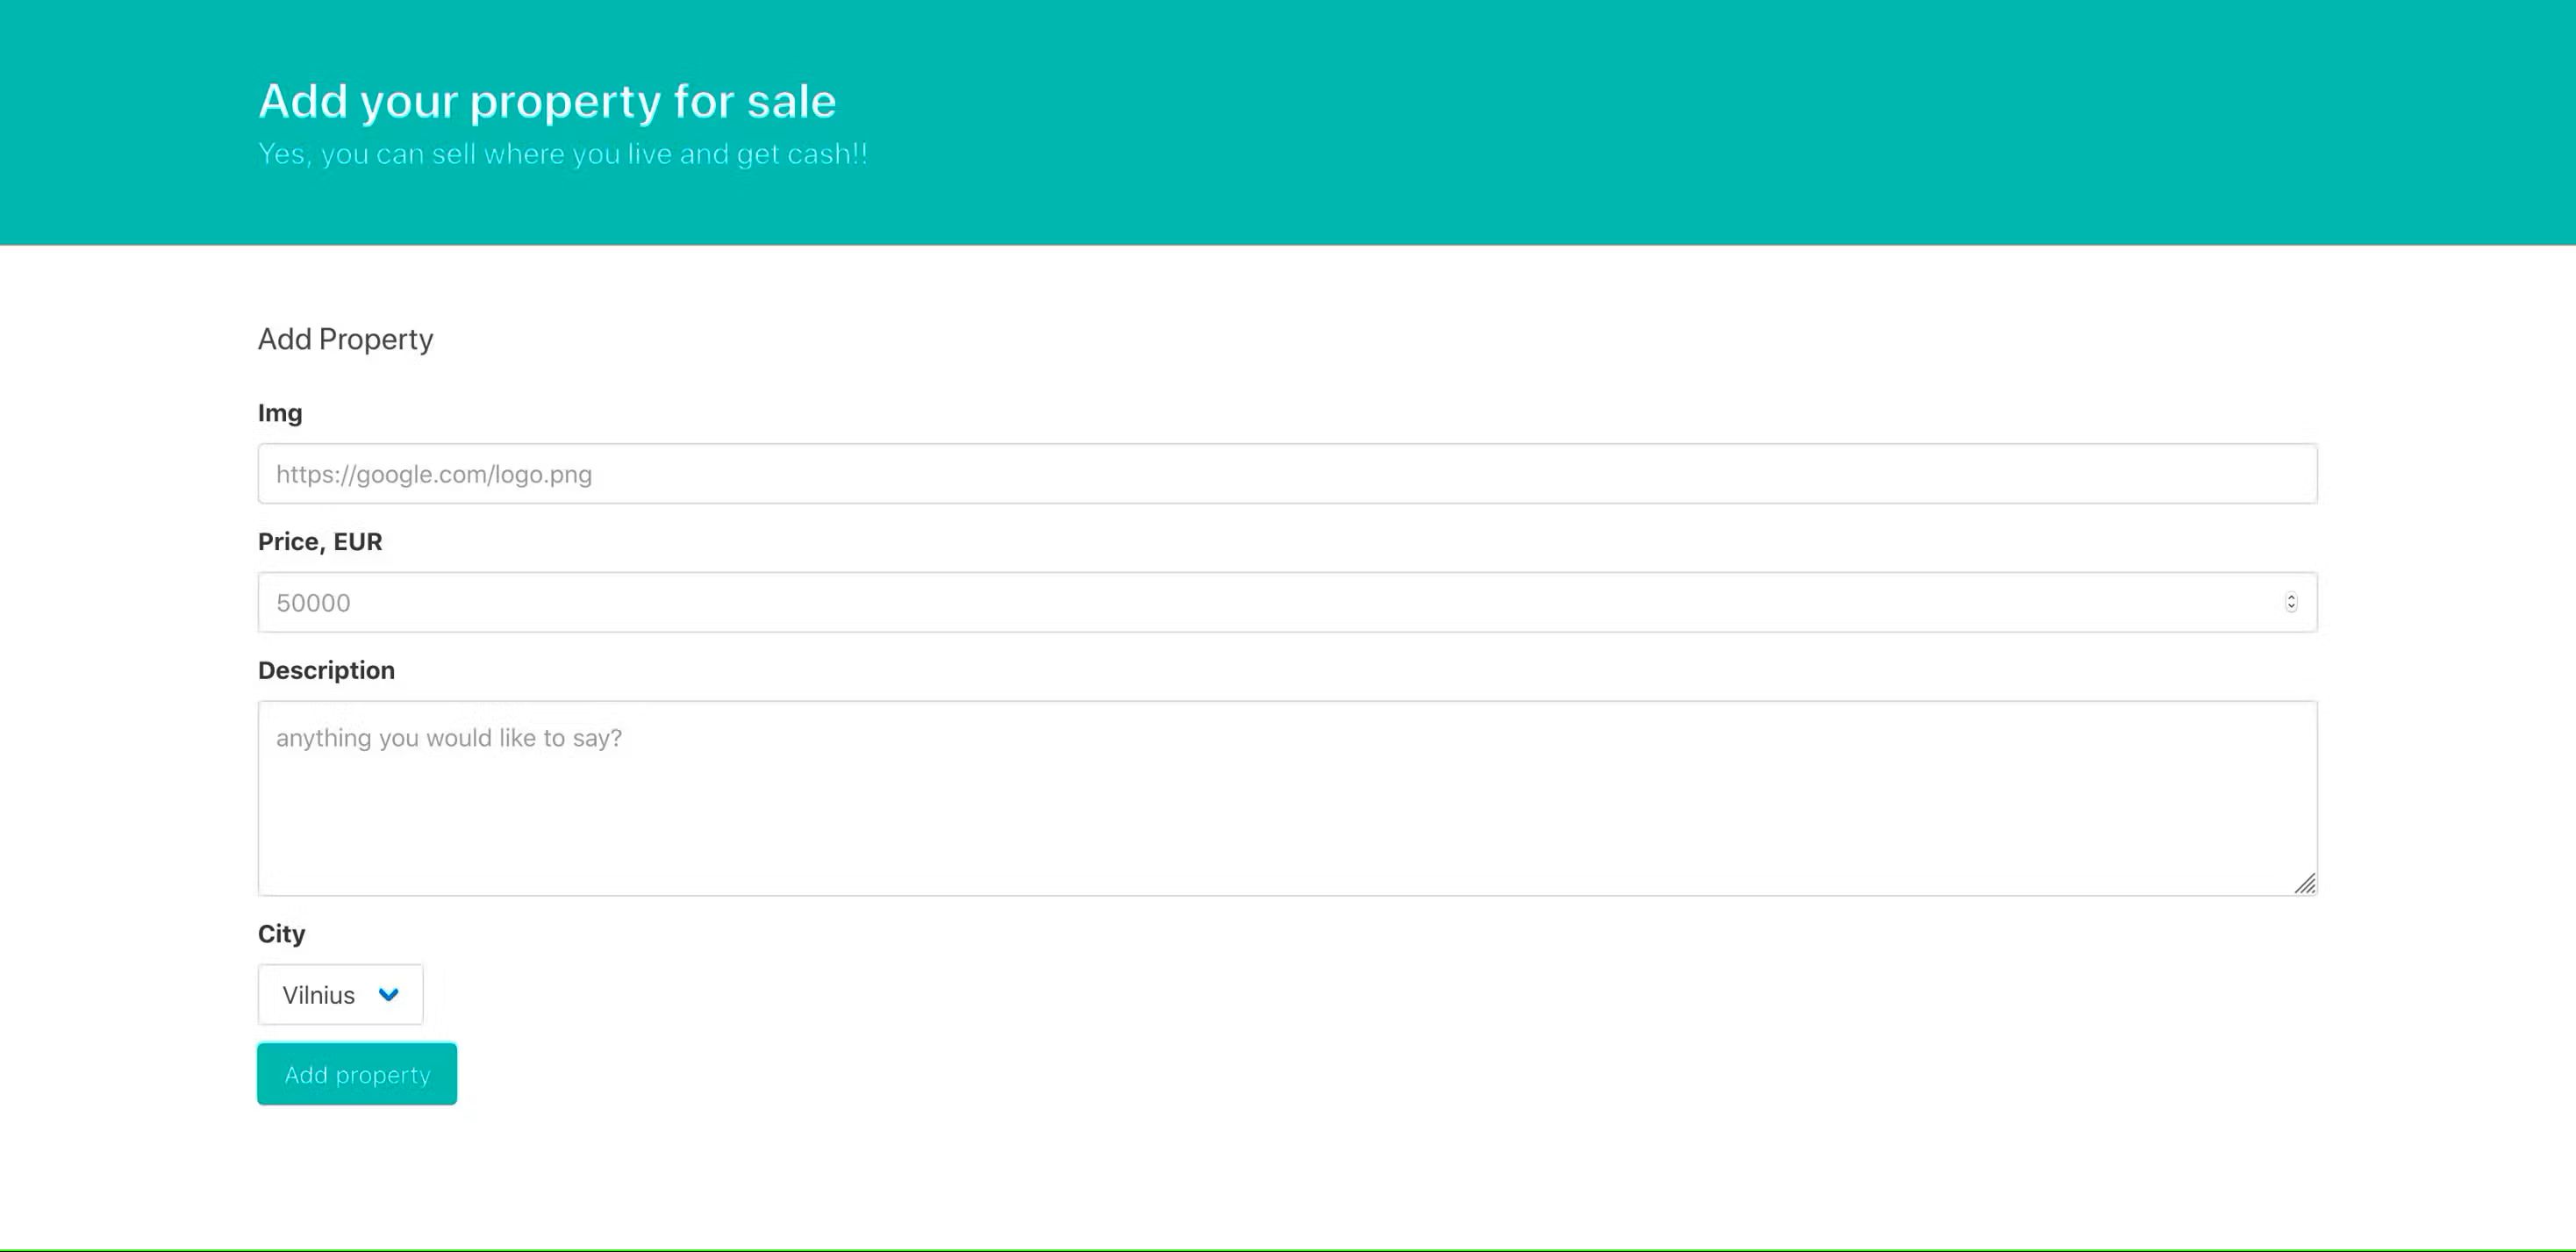 Add your property for sale
Yes, you can sell where you live and get cash!!
Add Property
Img
https://google.com/logo.png
Price, EUR
50000
Description
anything you would like to say?
City
Vilnius
Add property